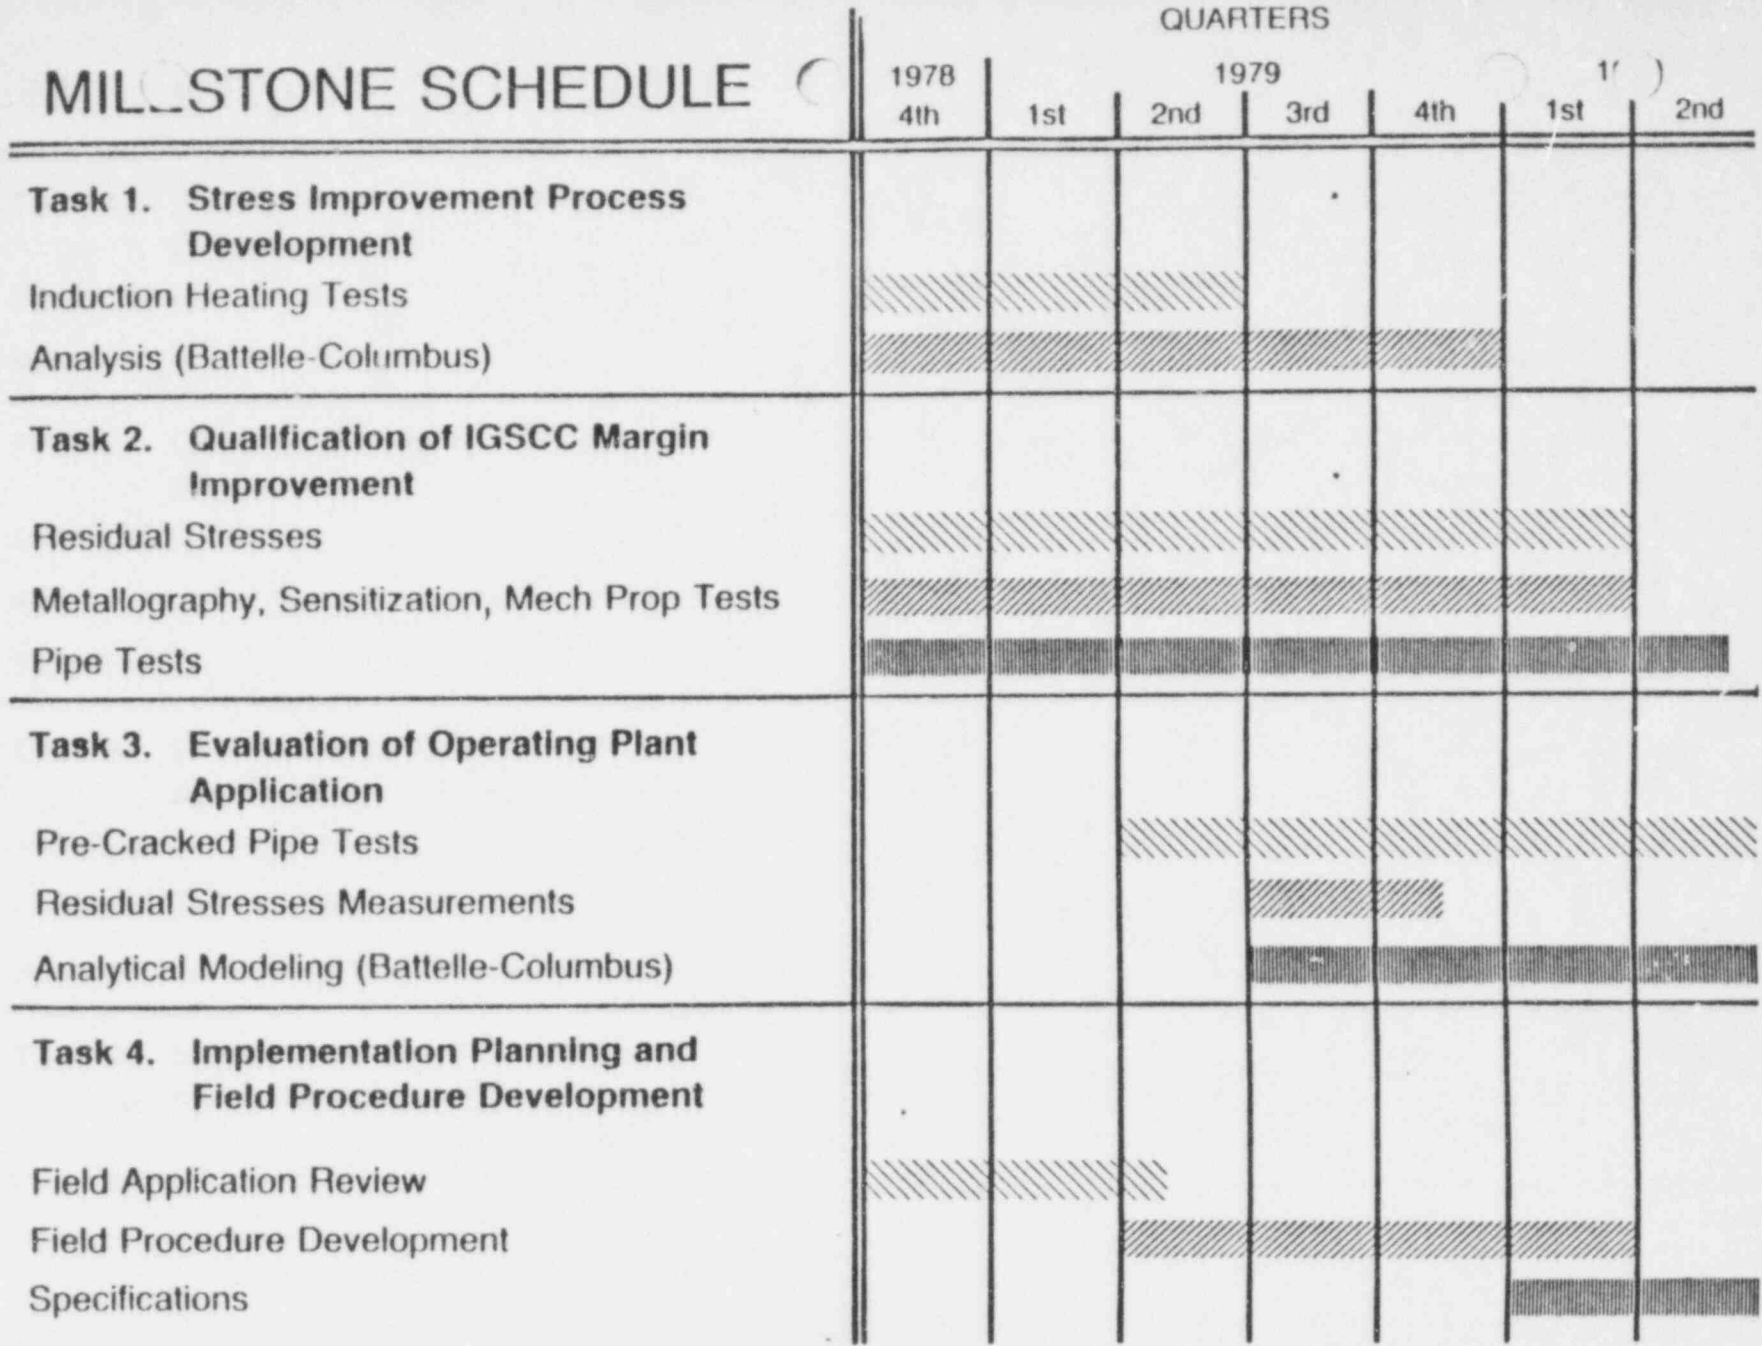 QUARTERS
MIL_STONE SCHEDULE
1978 1979
4th 1st 2nd 3rd 4th 1st 2nd
Task 1. Stress Improvement Process
Development
Induction Heating Tests
Analysis (Battelle-Columbus)
Task 2. Qualification of IGSCC Margin
Improvement
Residual Stresses
Metallography, Sensitization, Mech Prop Tests
Pipe Tests
Task 3. Evaluation of Operating Plant
Application
Pre-Cracked Pipe Tests
Residual Stresses Measurements
Analytical Modeling (Battelle-Columbus)
Task 4. Implementation Planning and
Field Procedure Development
Field Application Review
Field Procedure Development
Specifications